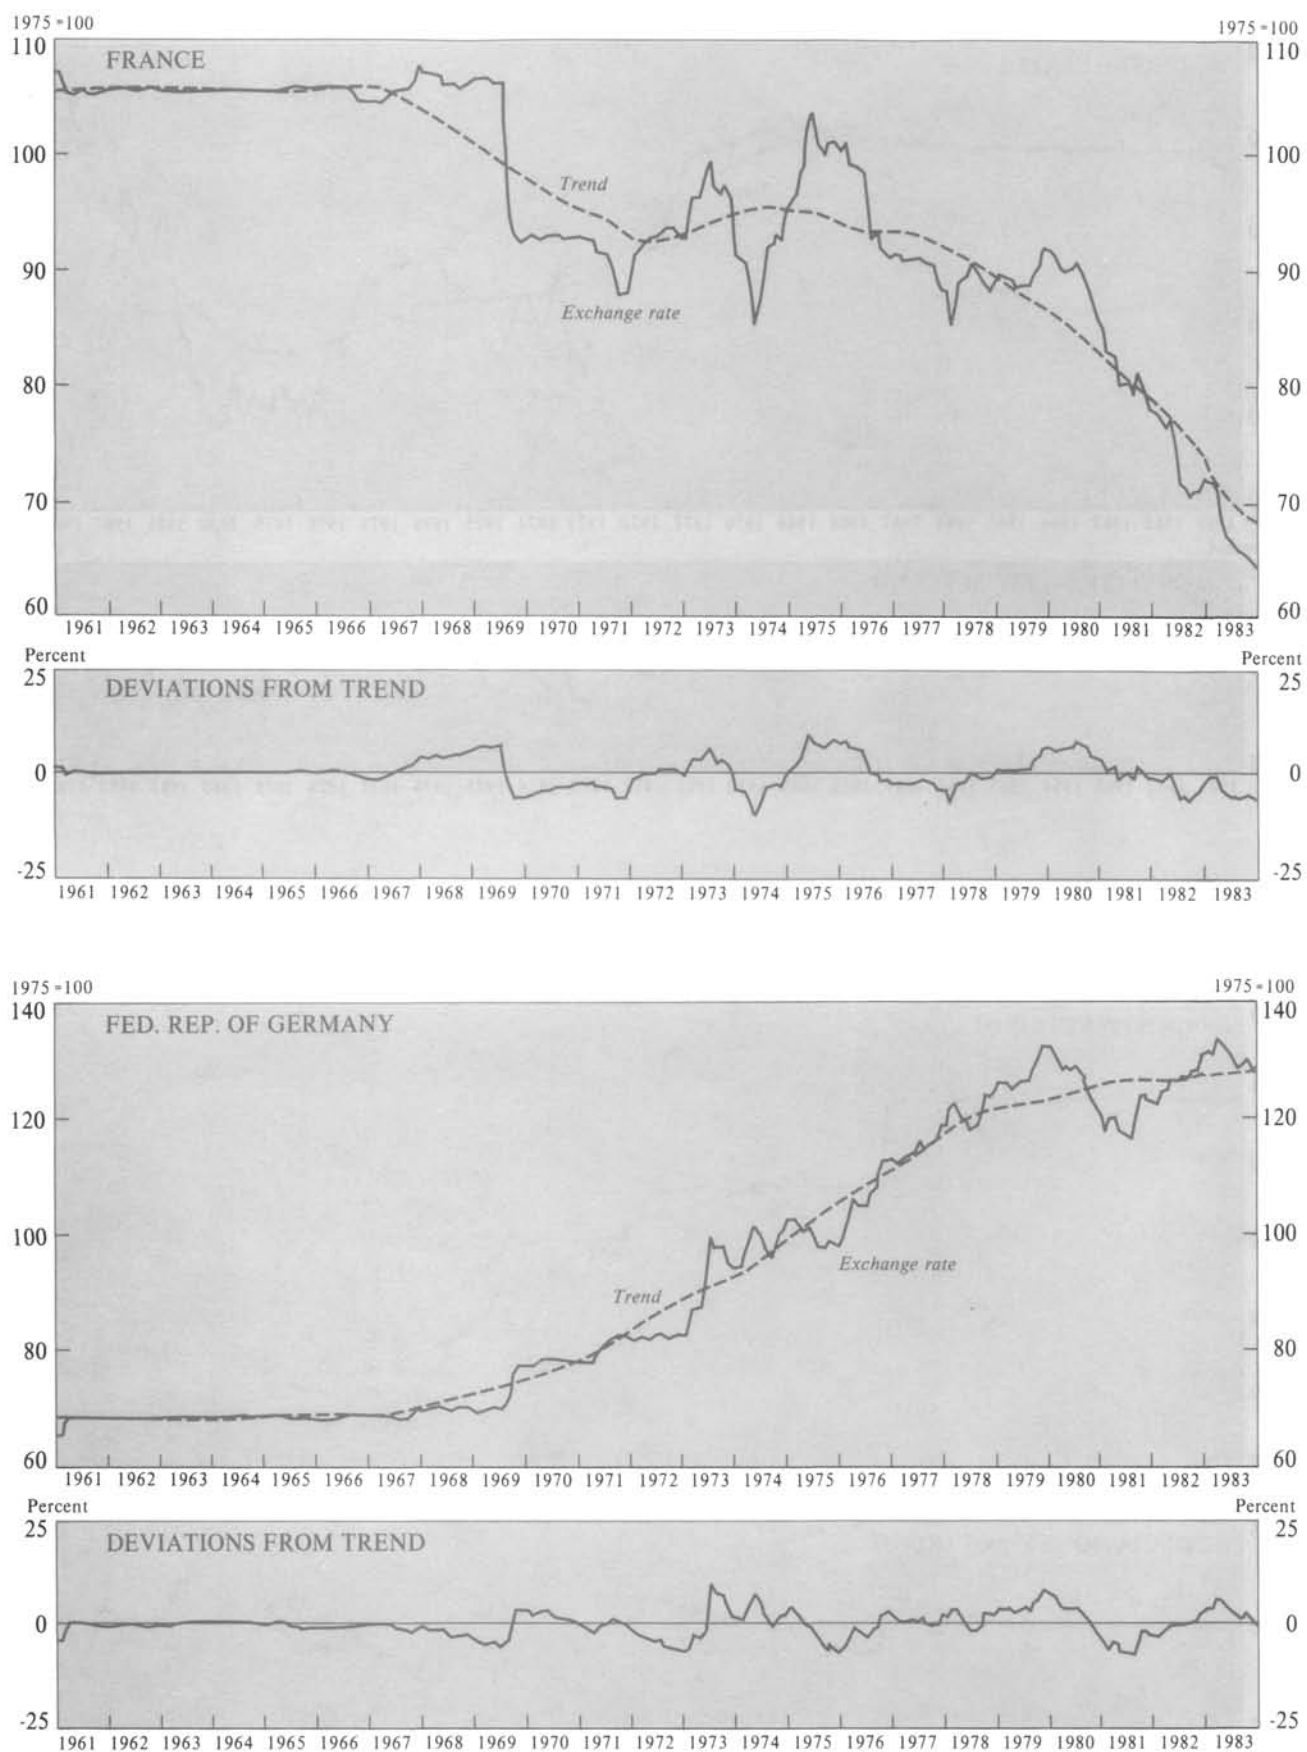 1975 = 100 1975 = 100
110 110
FRANCE
100 100
Trend
90 90
Exchange rate
80 80
70 70
60 60
1961 1962 1963 1964 1965 1966 1967 1968 1969 1970 1971 1972 1973 1974 1975 1976 1977 1978 1979 1980 1981 1982 1983
Percent Percent
25 25
DEVIATIONS FROM TREND
0 0
-25 -25
1961 1962 1963 1964 1965 1966 1967 1968 1969 1970 1971 1972 1973 1974 1975 1976 1977 1978 1979 1980 1981 1982 1983
1975 = 100 1975 = 100
140 140
FED. REP. OF GERMANY
120 120
100 100
Exchange rate
Trend
80 80
60 60
1961 1962 1963 1964 1965 1966 1967 1968 1969 1970 1971 1972 1973 1974 1975 1976 1977 1978 1979 1980 1981 1982 1983
Percent Percent
25 25
DEVIATIONS FROM TREND
0 0
-25 -25
1961 1962 1963 1964 1965 1966 1967 1968 1969 1970 1971 1972 1973 1974 1975 1976 1977 1978 1979 1980 1981 1982 1983